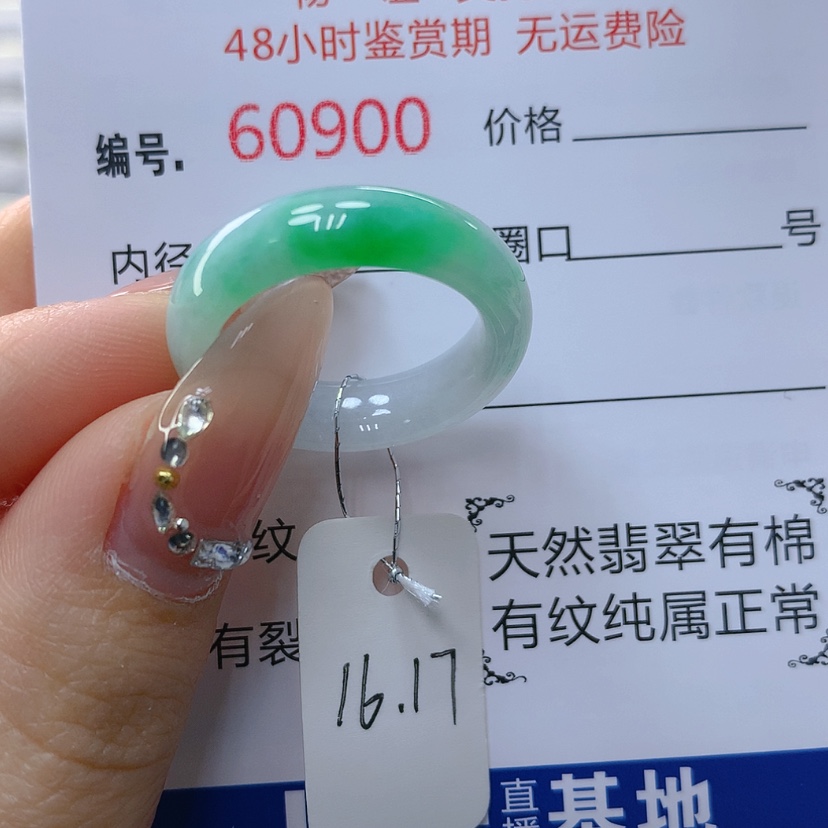 48小时鉴赏期 无运费险
编号. 60900 价格
内径 圈口 号
纹 天然翡翠有棉
有裂 有纹纯属正常
16.17
直播 基地